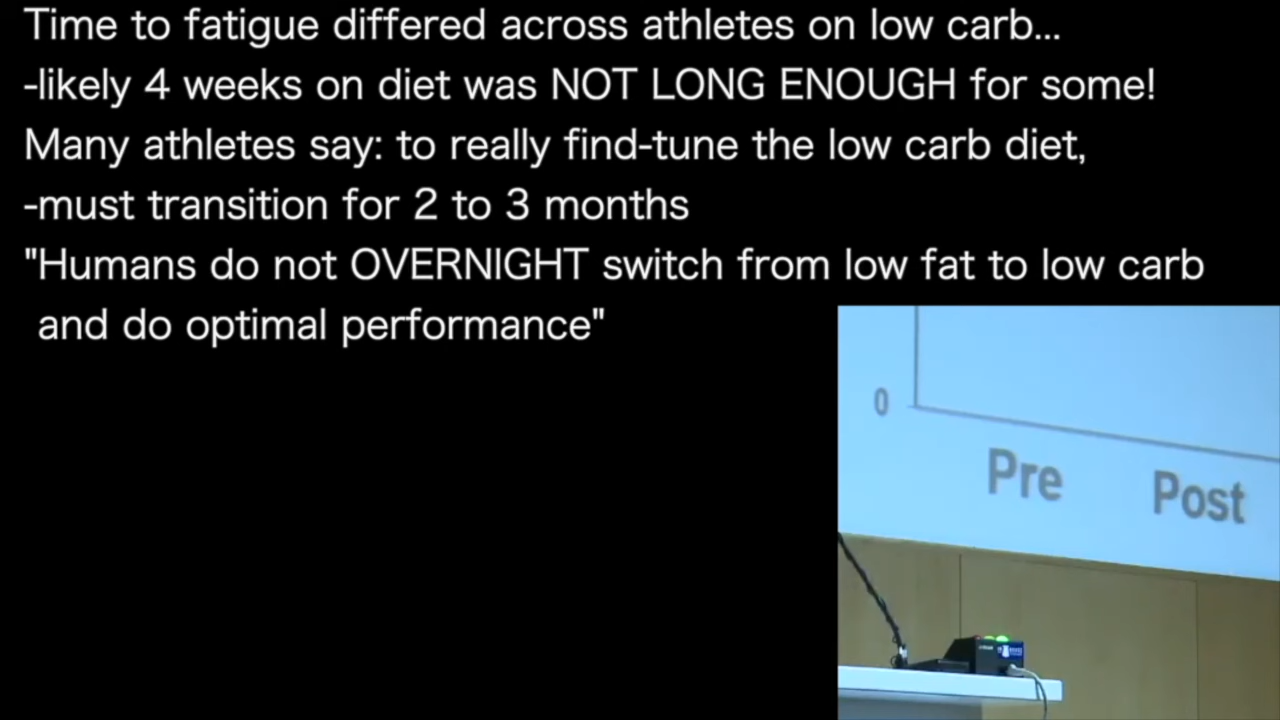 Time to fatigue differed across athletes on low carb...
-likely 4 weeks on diet was NOT LONG ENOUGH for some!
Many athletes say: to really find-tune the low carb diet,
-must transition for 2 to 3 months
"Humans do not OVERNIGHT switch from low fat to low carb
and do optimal performance"
0
Pre Post